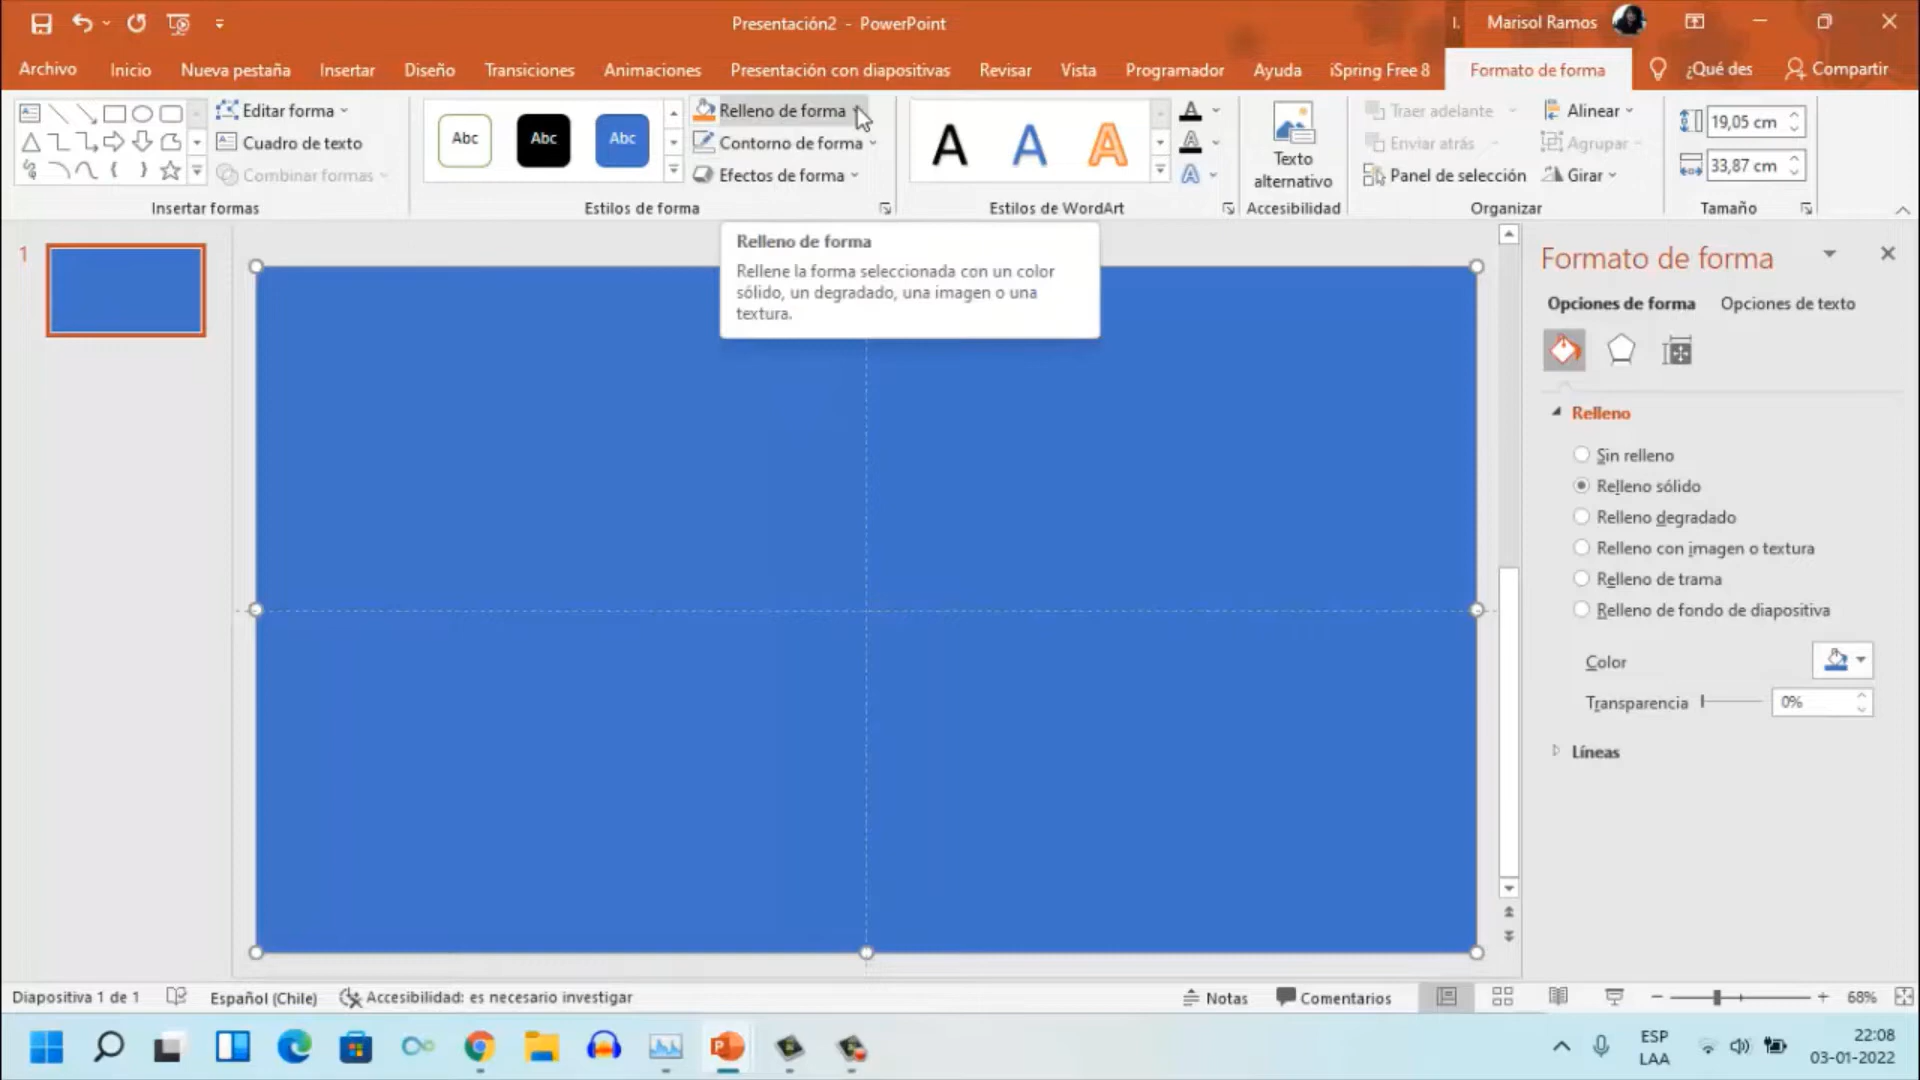 Presentación2 - PowerPoint
I.
Marisol Ramos
Archivo
Inicio
Nueva pestaña
Insertar
Diseño
Transiciones
Animaciones
Presentación con diapositivas
Revisar
Vista
Programador
Ayuda
iSpring Free 8
Formato de forma
¿Qué des
Compartir
Editar forma
Cuadro de texto
Combinar formas
Insertar formas
Abc
Abc
Abc
Relleno de forma
Contorno de forma
Efectos de forma
Estilos de forma
A
A
A
A
A
A
Estilos de WordArt
Texto
alternativo
Accesibilidad
Traer adelante
Enviar atrás
Panel de selección
Alinear
Agrupar
Girar
Organizar
19,05 cm
33,87 cm
Tamaño
1
Relleno de forma
Rellene la forma seleccionada con un color
sólido, un degradado, una imagen o una
textura.
Formato de forma
Opciones de forma
Opciones de texto
Relleno
Sin relleno
Relleno sólido
Relleno degradado
Relleno con imagen o textura
Relleno de trama
Relleno de fondo de diapositiva
Color
Transparencia
0%
Líneas
Diapositiva 1 de 1
Español (Chile)
Accesibilidad: es necesario investigar
Notas
Comentarios
68%
P
ESP
LAA
22:08
03-01-2022